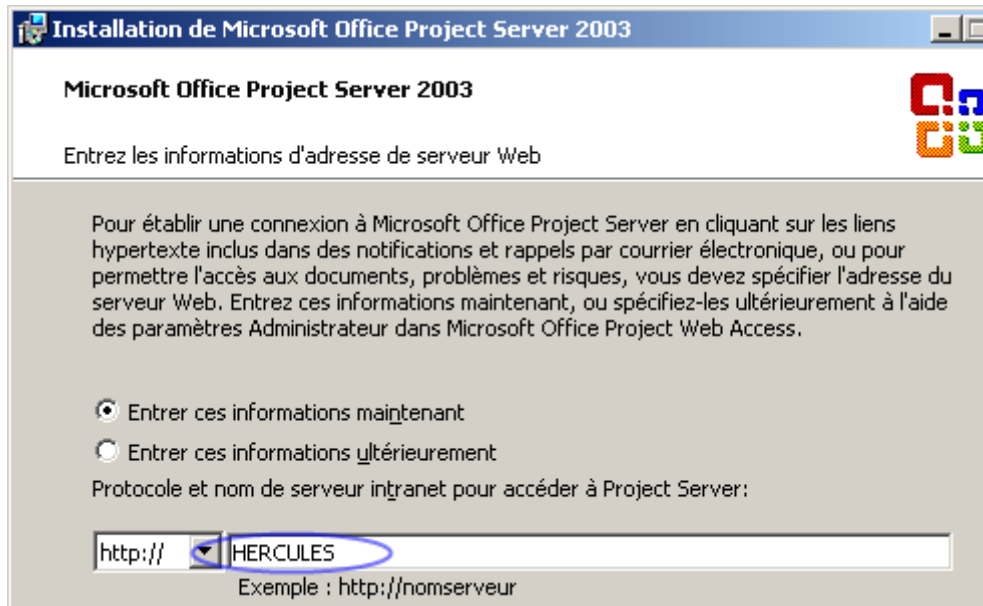 Installation de Microsoft Office Project Server 2003
Microsoft Office Project Server 2003
Entrez les informations d'adresse de serveur Web
Pour établir une connexion à Microsoft Office Project Server en cliquant sur les liens
hypertexte inclus dans des notifications et rappels par courrier électronique, ou pour
permettre l'accès aux documents, problèmes et risques, vous devez spécifier l'adresse du
serveur Web. Entrez ces informations maintenant, ou spécifiez-les ultérieurement à l'aide
des paramètres Administrateur dans Microsoft Office Project Web Access.
Entrer ces informations maintenant
Entrer ces informations ultérieurement
Protocole et nom de serveur intranet pour accéder à Project Server:
http:// HERCULES
Exemple : http://nomserveur